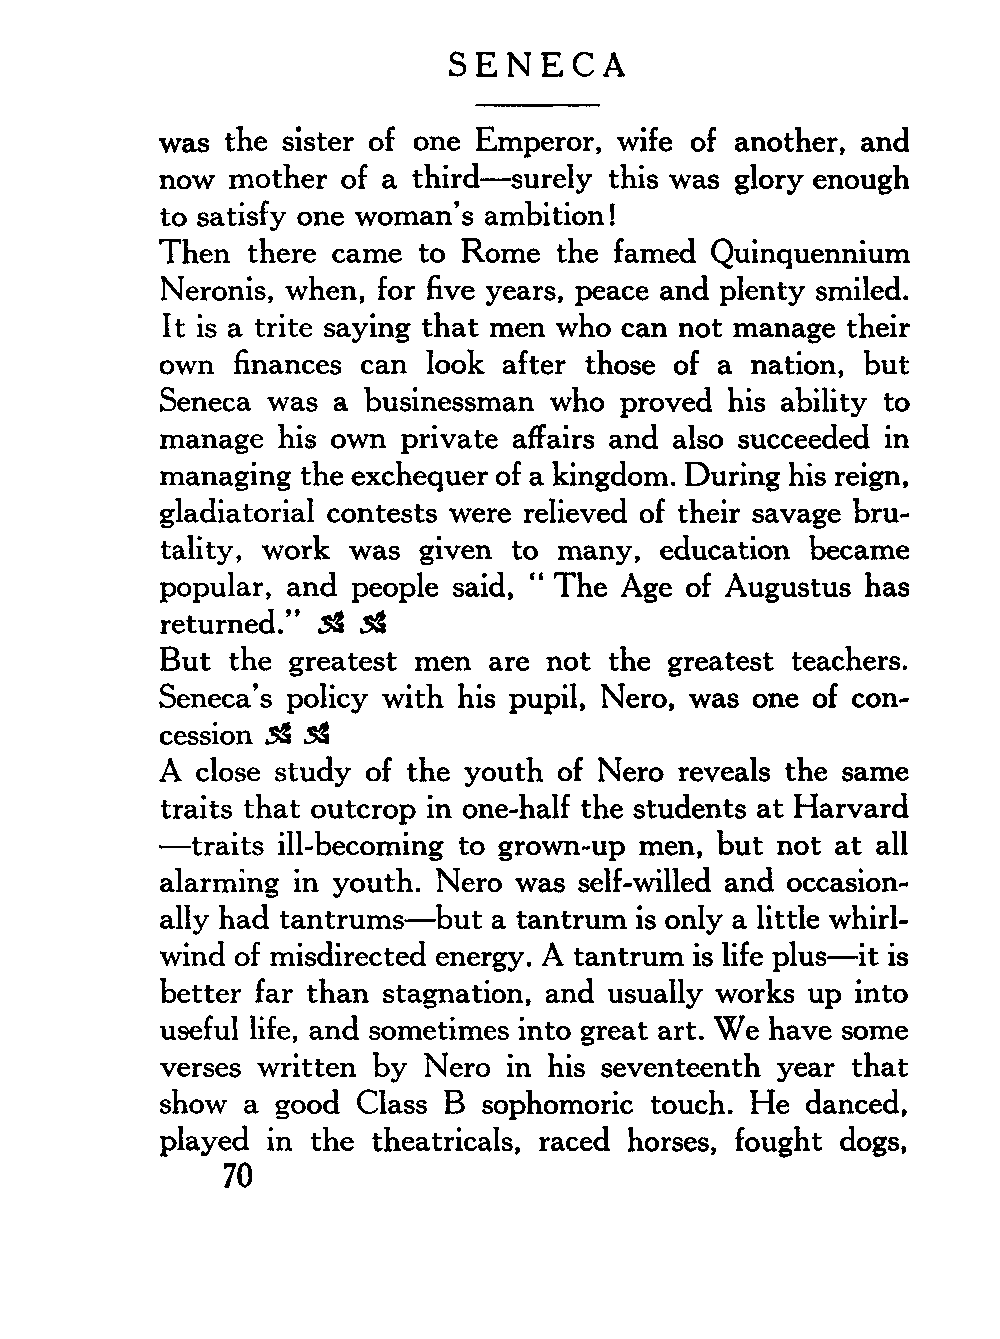 SENECA
was the sister of one Emperor, wife of another, and
now mother of a third—surely this was glory enough
to satisfy one woman's ambition!
Then there came to Rome the famed Quinquennium
Neronis, when, for five years, peace and plenty smiled.
It is a trite saying that men who can not manage their
own finances can look after those of a nation, but
Seneca was a businessman who proved his ability to
manage his own private affairs and also succeeded in
managing the exchequer of a kingdom. During his reign,
gladiatorial contests were relieved of their savage bru-
tality, work was given to many, education became
popular, and people said, "The Age of Augustus has
returned."
But the greatest men are not the greatest teachers.
Seneca's policy with his pupil, Nero, was one of con-
cession
A close study of the youth of Nero reveals the same
traits that outcrop in one-half the students at Harvard
—traits ill-becoming to grown-up men, but not at all
alarming in youth. Nero was self-willed and occasion-
ally had tantrums—but a tantrum is only a little whirl-
wind of misdirected energy. A tantrum is life plus—it is
better far than stagnation, and usually works up into
useful life, and sometimes into great art. We have some
verses written by Nero in his seventeenth year that
show a good Class B sophomoric touch. He danced,
played in the theatricals, raced horses, fought dogs,
70